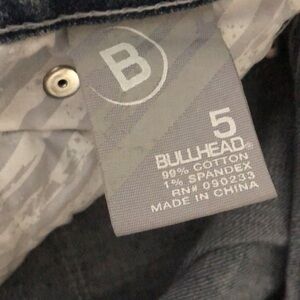 B
5
BULLHEAD®
99% COTTON
1% SPANDEX
RN# 090233
MADE IN CHINA